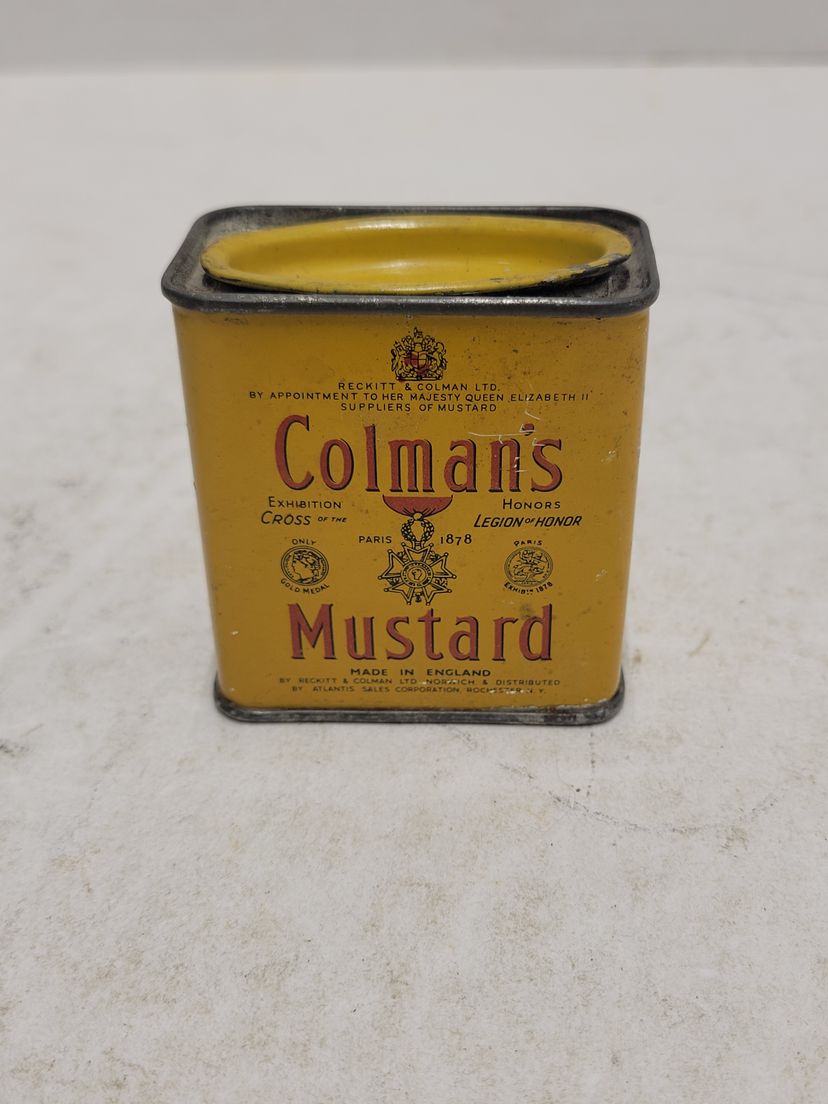 RECKITT & COLMAN LTD.
BY APPOINTMENT TO HER MAJESTY QUEEN ELIZABETH II
SUPPLIERS OF MUSTARD
Colman's
EXHIBITION HONORS
CROSS OF THE LEGION OF HONOR
PARIS 1878
ONLY GOLD MEDAL
PARIS EXHIBTN 1878
Mustard
MADE IN ENGLAND
BY RECKITT & COLMAN LTD NORWICH & DISTRIBUTED
BY ATLANTIS SALES CORPORATION, ROCHESTER, N.Y.